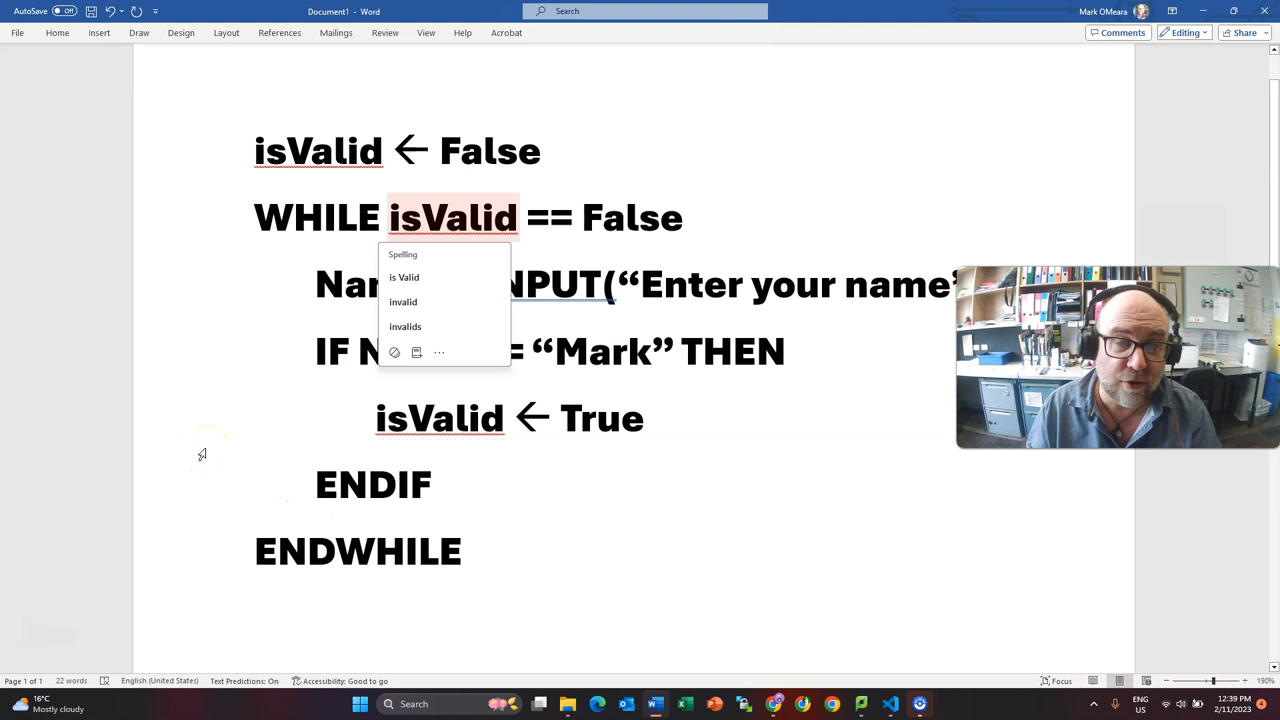 AutoSave Off Document1 - Word Search Mark OMeara
File Home Insert Draw Design Layout References Mailings Review View Help Acrobat Comments Editing Share
isValid ← False
WHILE isValid == False
Nam NPUT(“Enter your name”
Spelling
is Valid
invalid
invalids
IF N = “Mark” THEN
isValid ← True
ENDIF
ENDWHILE
Page 1 of 1 22 words English (United States) Text Predictions: On Accessibility: Good to go Focus 190%
16°C
Mostly cloudy
Search
ENG
US
12:39 PM
2/11/2023